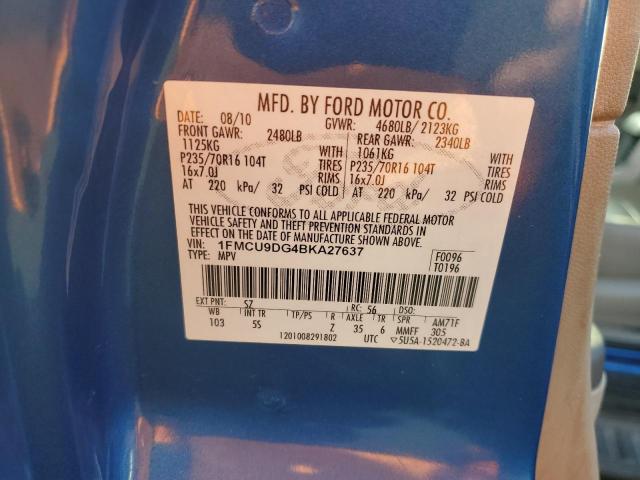 MFD. BY FORD MOTOR CO.
DATE: 08/10 GVWR: 4680LB/ 2123KG
FRONT GAWR: 2480LB REAR GAWR: 2340LB
1125KG 1061KG
P235/70R16 104T TIRES P235/70R16 104T TIRES
16x7.0J RIMS 16x7.0J RIMS
AT 220 kPa/ 32 PSI COLD AT 220 kPa/ 32 PSI COLD
THIS VEHICLE CONFORMS TO ALL APPLICABLE FEDERAL MOTOR
VEHICLE SAFETY AND THEFT PREVENTION STANDARDS IN
EFFECT ON THE DATE OF MANUFACTURE SHOWN ABOVE.
VIN: 1FMCU9DG4BKA27637 F0096
TYPE: MPV T0196
EXT PNT: SZ RC: 56 DSO:
WB INT TR TP/PS R AXLE TR SPR AM71F
103 5S Z 35 6 MMFF 305
1201008291802 UTC ▽5U5A-1520472-BA
Ford